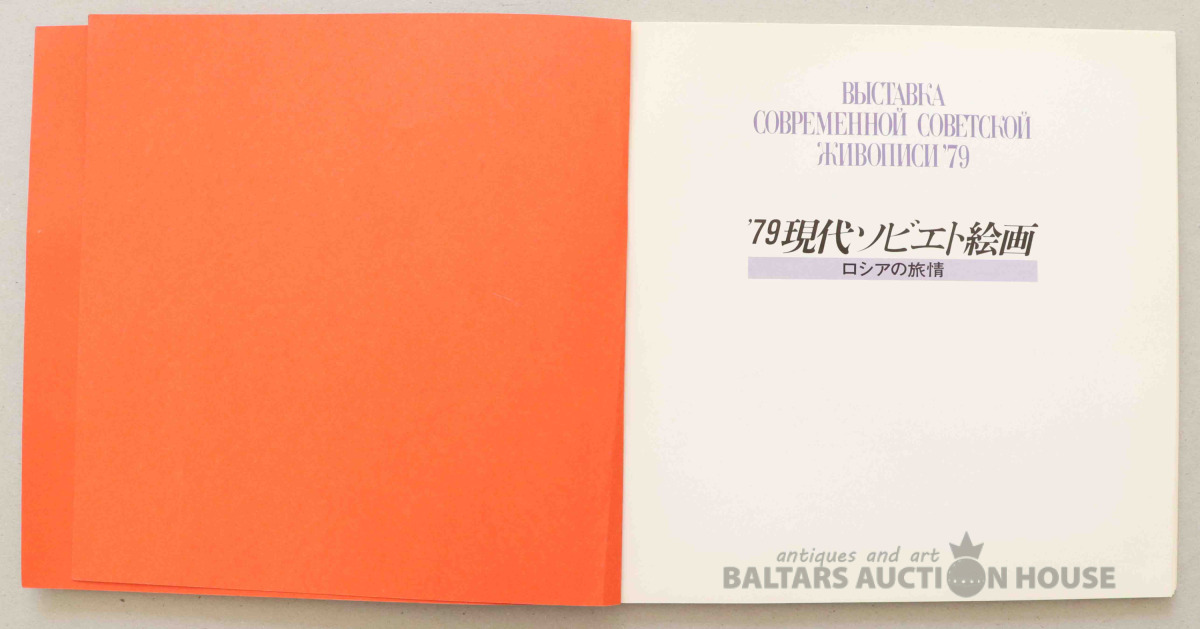 ВЫСТАВКА
СОВРЕМЕННОЙ СОВЕТСКОЙ
ЖИВОПИСИ '79
'79現代ソビエト絵画
ロシアの旅情
antiques and art
BALTARS AUCTION HOUSE